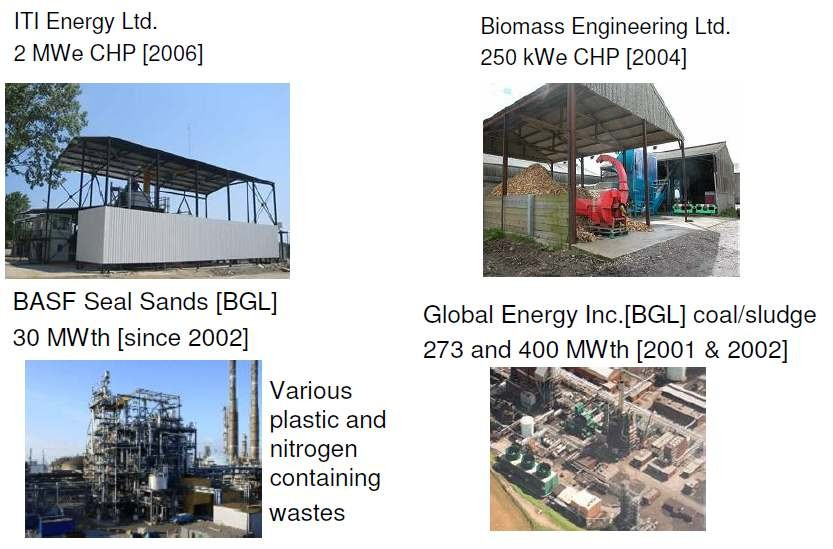 ITI Energy Ltd.
2 MWe CHP [2006]
Biomass Engineering Ltd.
250 kWe CHP [2004]
BASF Seal Sands [BGL]
30 MWth [since 2002]
Various
plastic and
nitrogen
containing
wastes
Global Energy Inc.[BGL] coal/sludge
273 and 400 MWth [2001 & 2002]